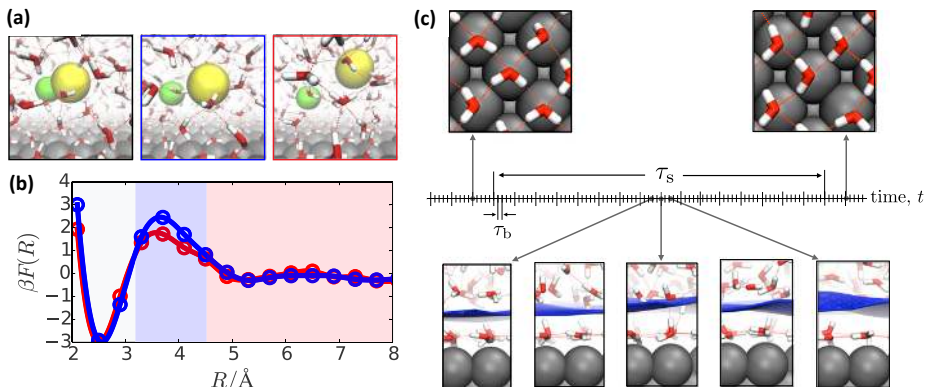 (a)
(b)
4
3
2
1
0
−1
−2
−3
βF(R)
2 3 4 5 6 7 8
R/Å
(c)
τs
time, t
τb